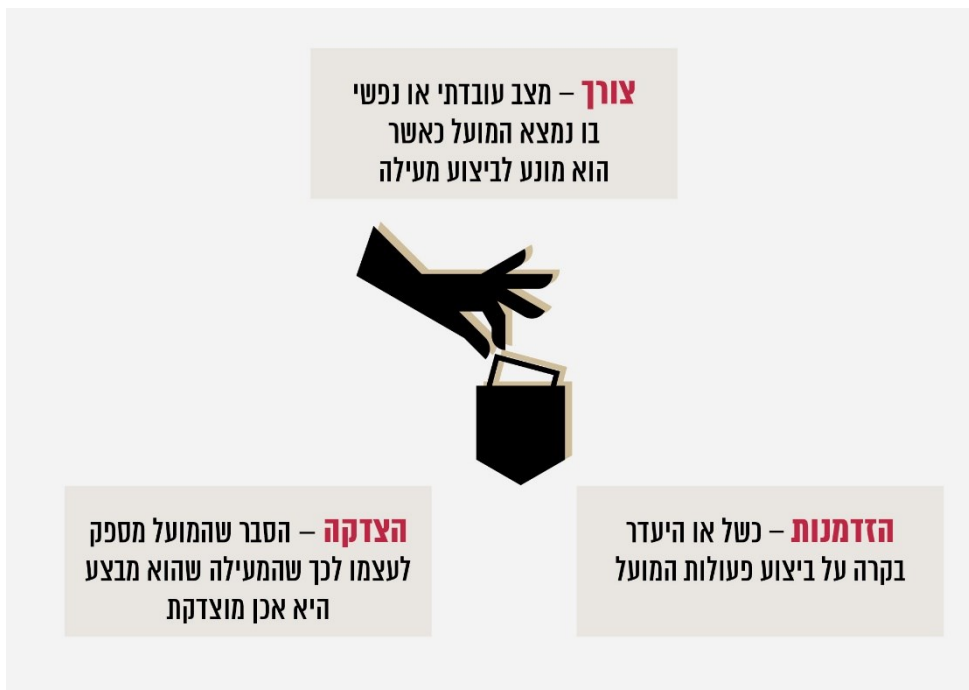 צורך – מצב עובדתי או נפשי
בו נמצא המועל כאשר
הוא מונע לביצוע מעילה
הזדמנות – כשל או היעדר
בקרה על ביצוע פעולות המועל
הצדקה – הסבר שהמועל מספק
לעצמו לכך שהמעילה שהוא מבצע
היא אכן מוצדקת